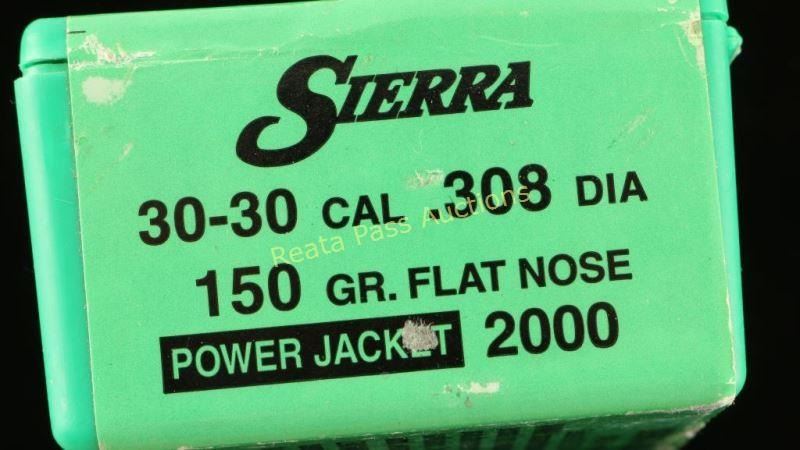 SIERRA
30-30 CAL .308 DIA
Reata Pass Auctions
150 GR. FLAT NOSE
POWER JACKET 2000